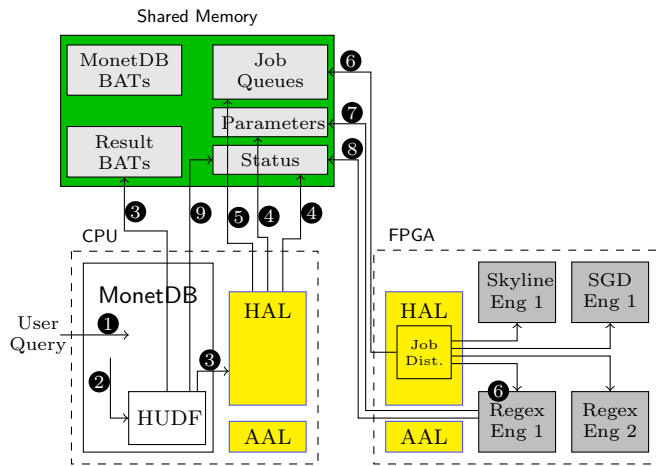 Shared Memory
MonetDB
BATs
Job
Queues
6
Parameters
7
Result
BATs
Status
8
3
9
5
4
4
CPU
FPGA
MonetDB
HAL
HAL
Skyline
Eng 1
SGD
Eng 1
User
Query
1
Job
Dist.
3
2
6
HUDF
AAL
AAL
Regex
Eng 1
Regex
Eng 2